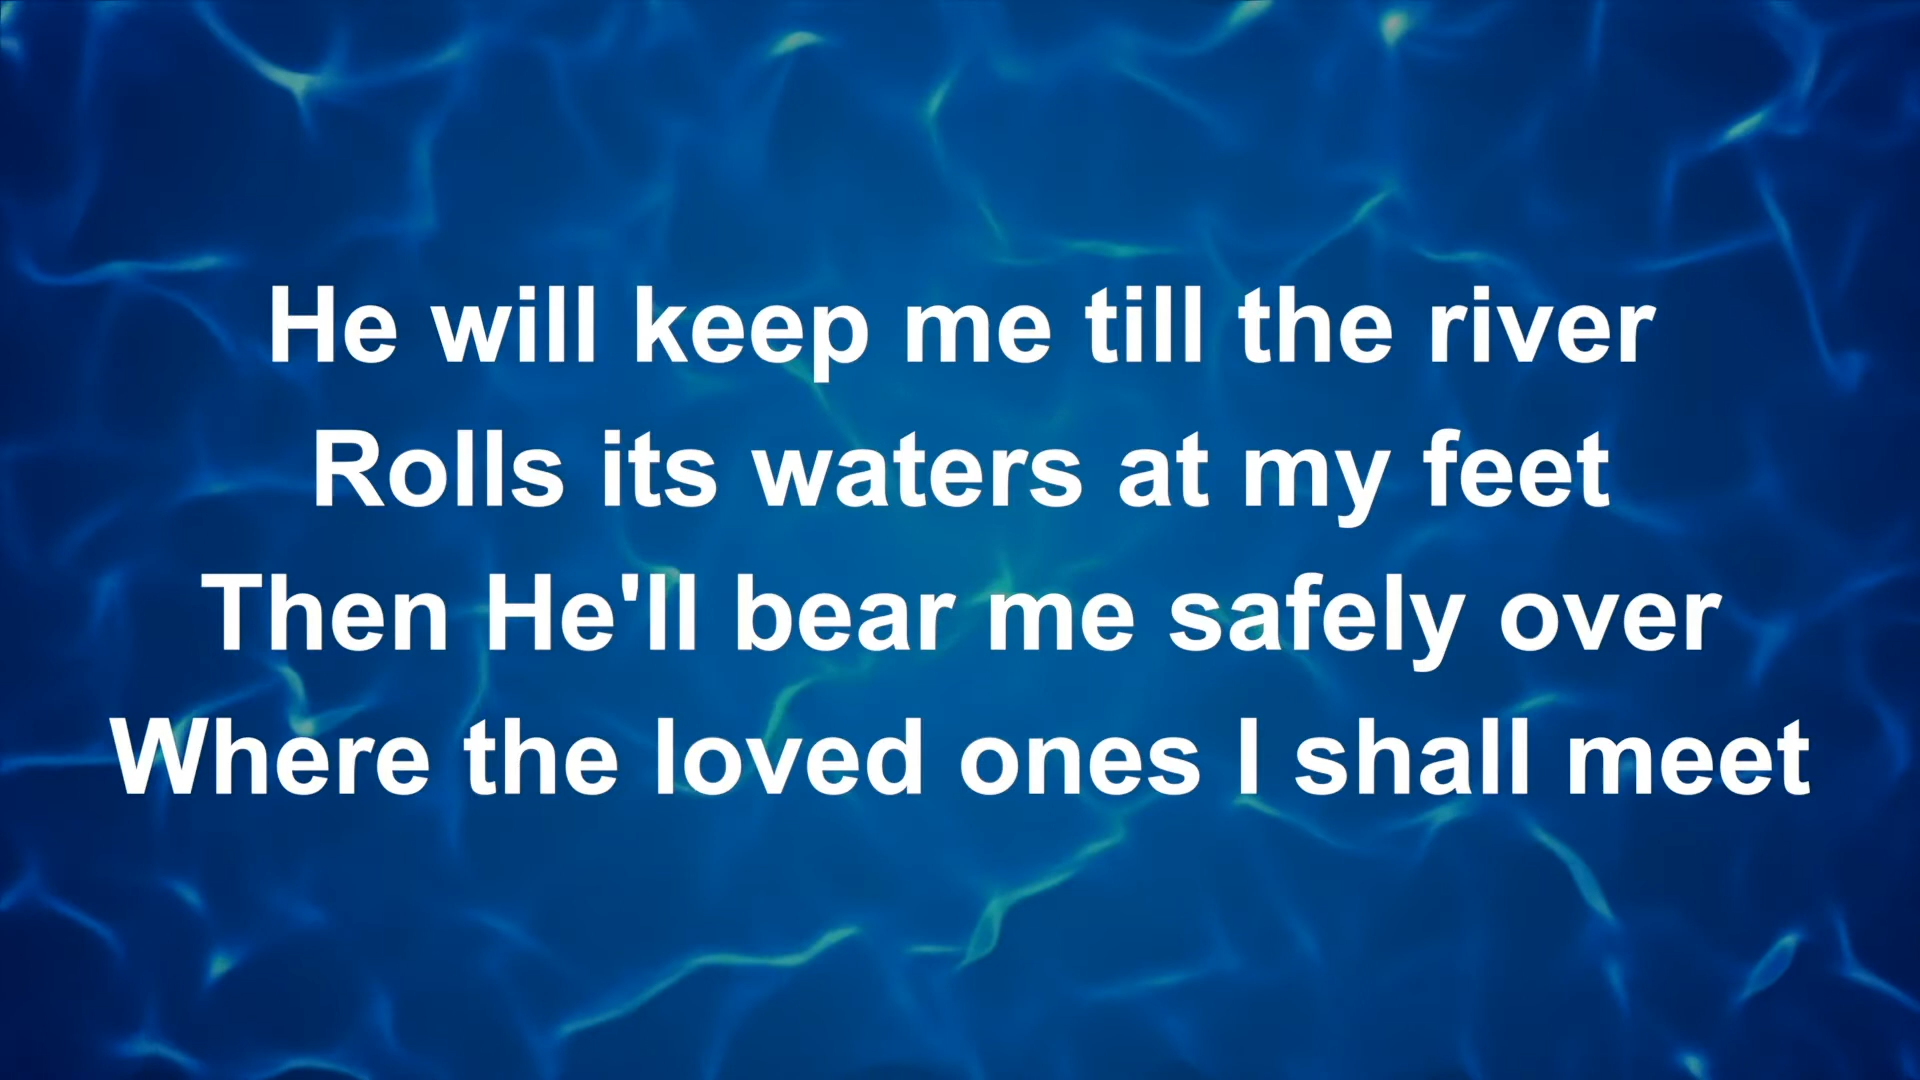 He will keep me till the river
Rolls its waters at my feet
Then He'll bear me safely over
Where the loved ones I shall meet